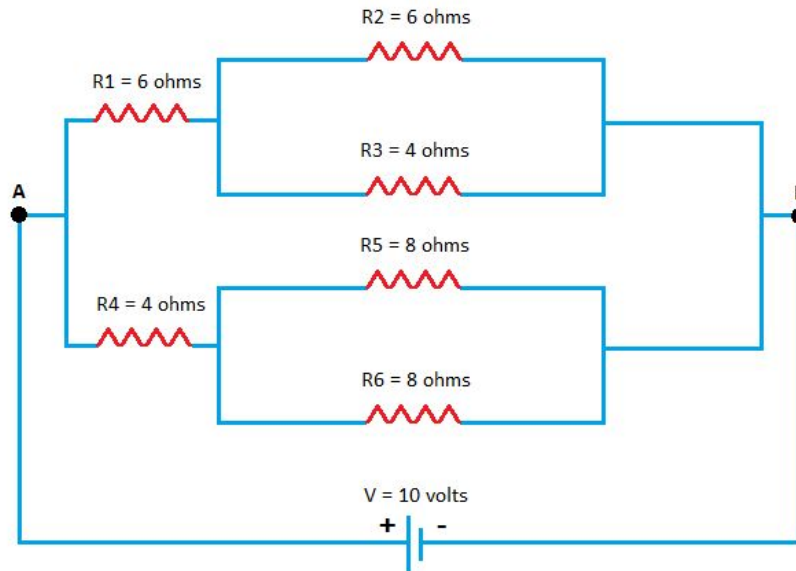 R2 = 6 ohms
R1 = 6 ohms
R3 = 4 ohms
A
R5 = 8 ohms
R4 = 4 ohms
R6 = 8 ohms
V = 10 volts
+ -